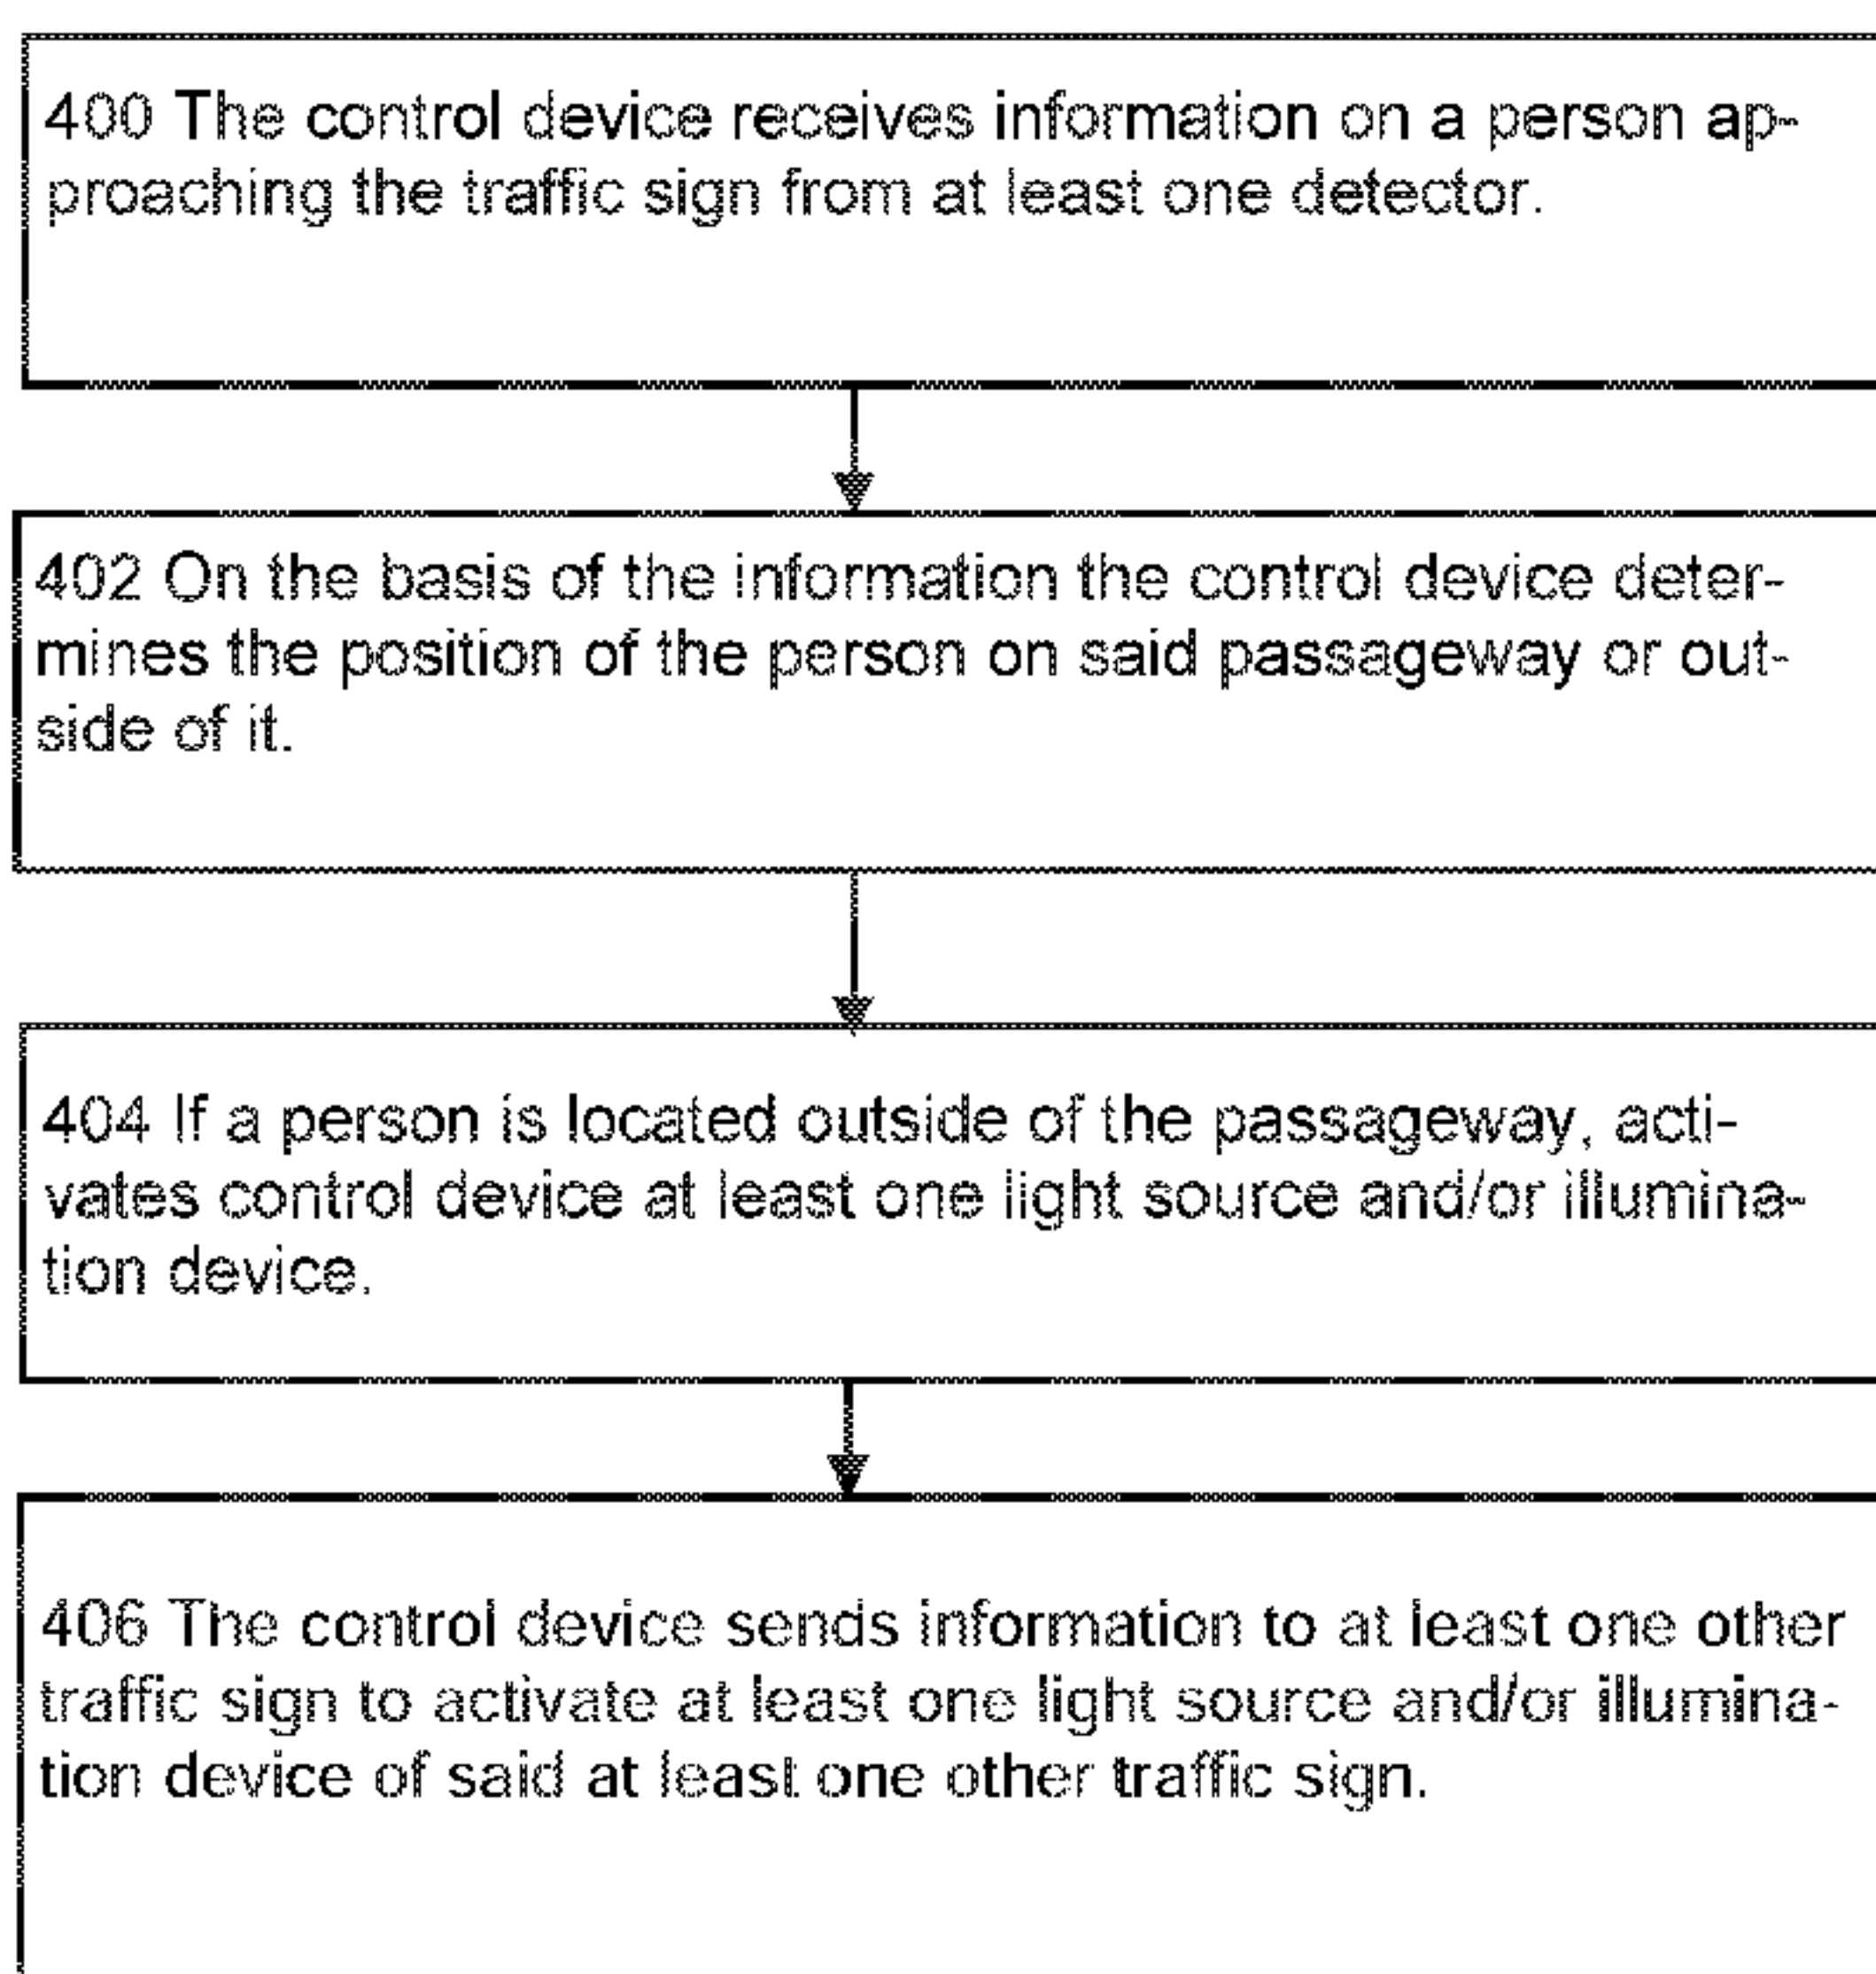 400 The control device receives information on a person ap-
proaching the traffic sign from at least one detector.
402 On the basis of the information the control device deter-
mines the position of the person on said passageway or out-
side of it.
404 If a person is located outside of the passageway, acti-
vates control device at least one light source and/or illumina-
tion device.
406 The control device sends information to at least one other
traffic sign to activate at least one light source and/or illumina-
tion device of said at least one other traffic sign.